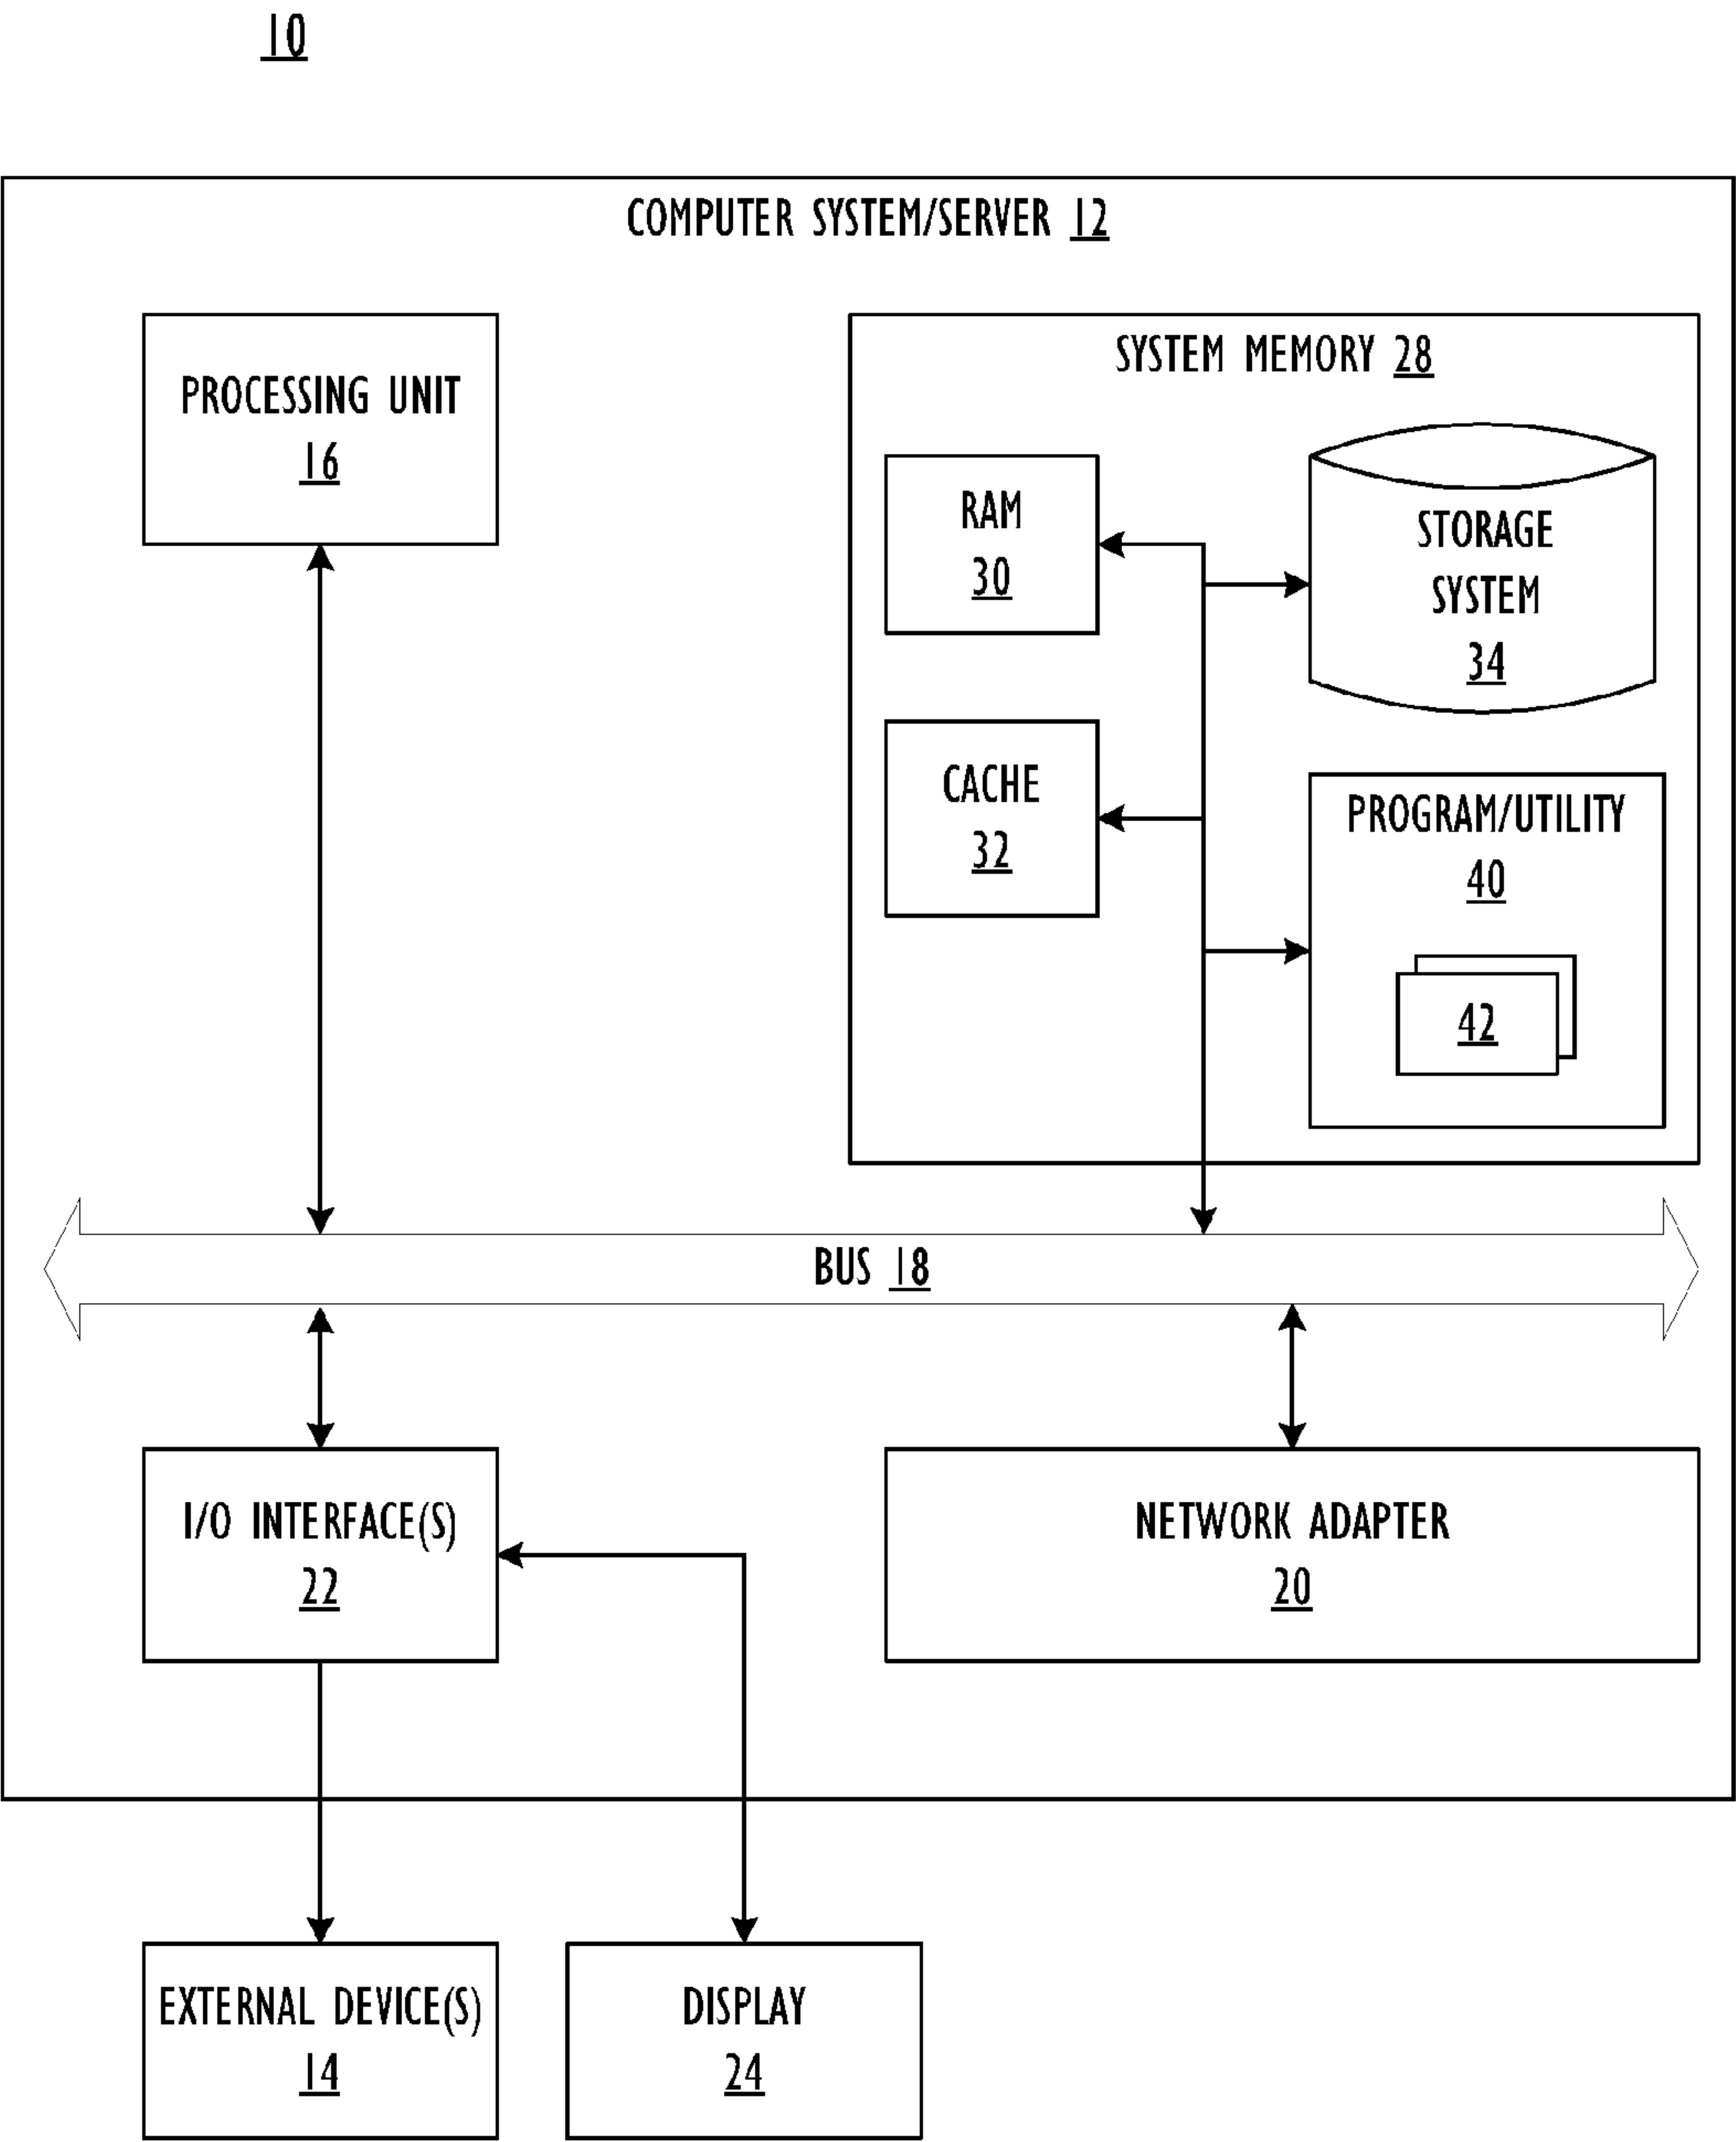 10
COMPUTER SYSTEM/SERVER 12
PROCESSING UNIT
16
SYSTEM MEMORY 28
RAM
30
STORAGE
SYSTEM
34
CACHE
32
PROGRAM/UTILITY
40
42
BUS 18
I/O INTERFACE(S)
22
NETWORK ADAPTER
20
EXTERNAL DEVICE(S)
14
DISPLAY
24